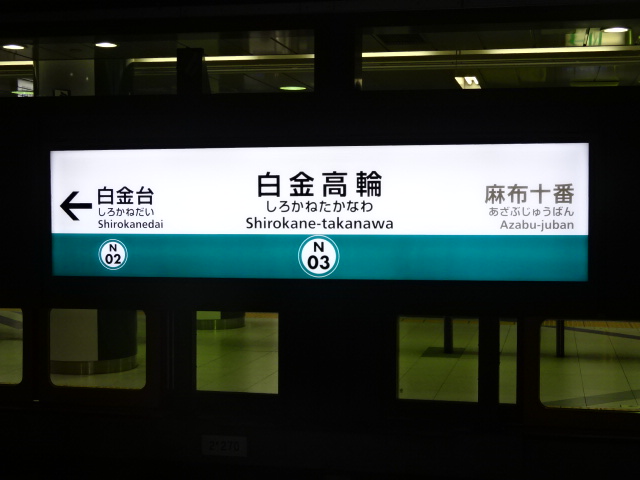 白金台
しろかねだい
Shirokanedai
N
02
白金高輪
しろかねたかなわ
Shirokane-takanawa
N
03
麻布十番
あざぶじゅうばん
Azabu-juban